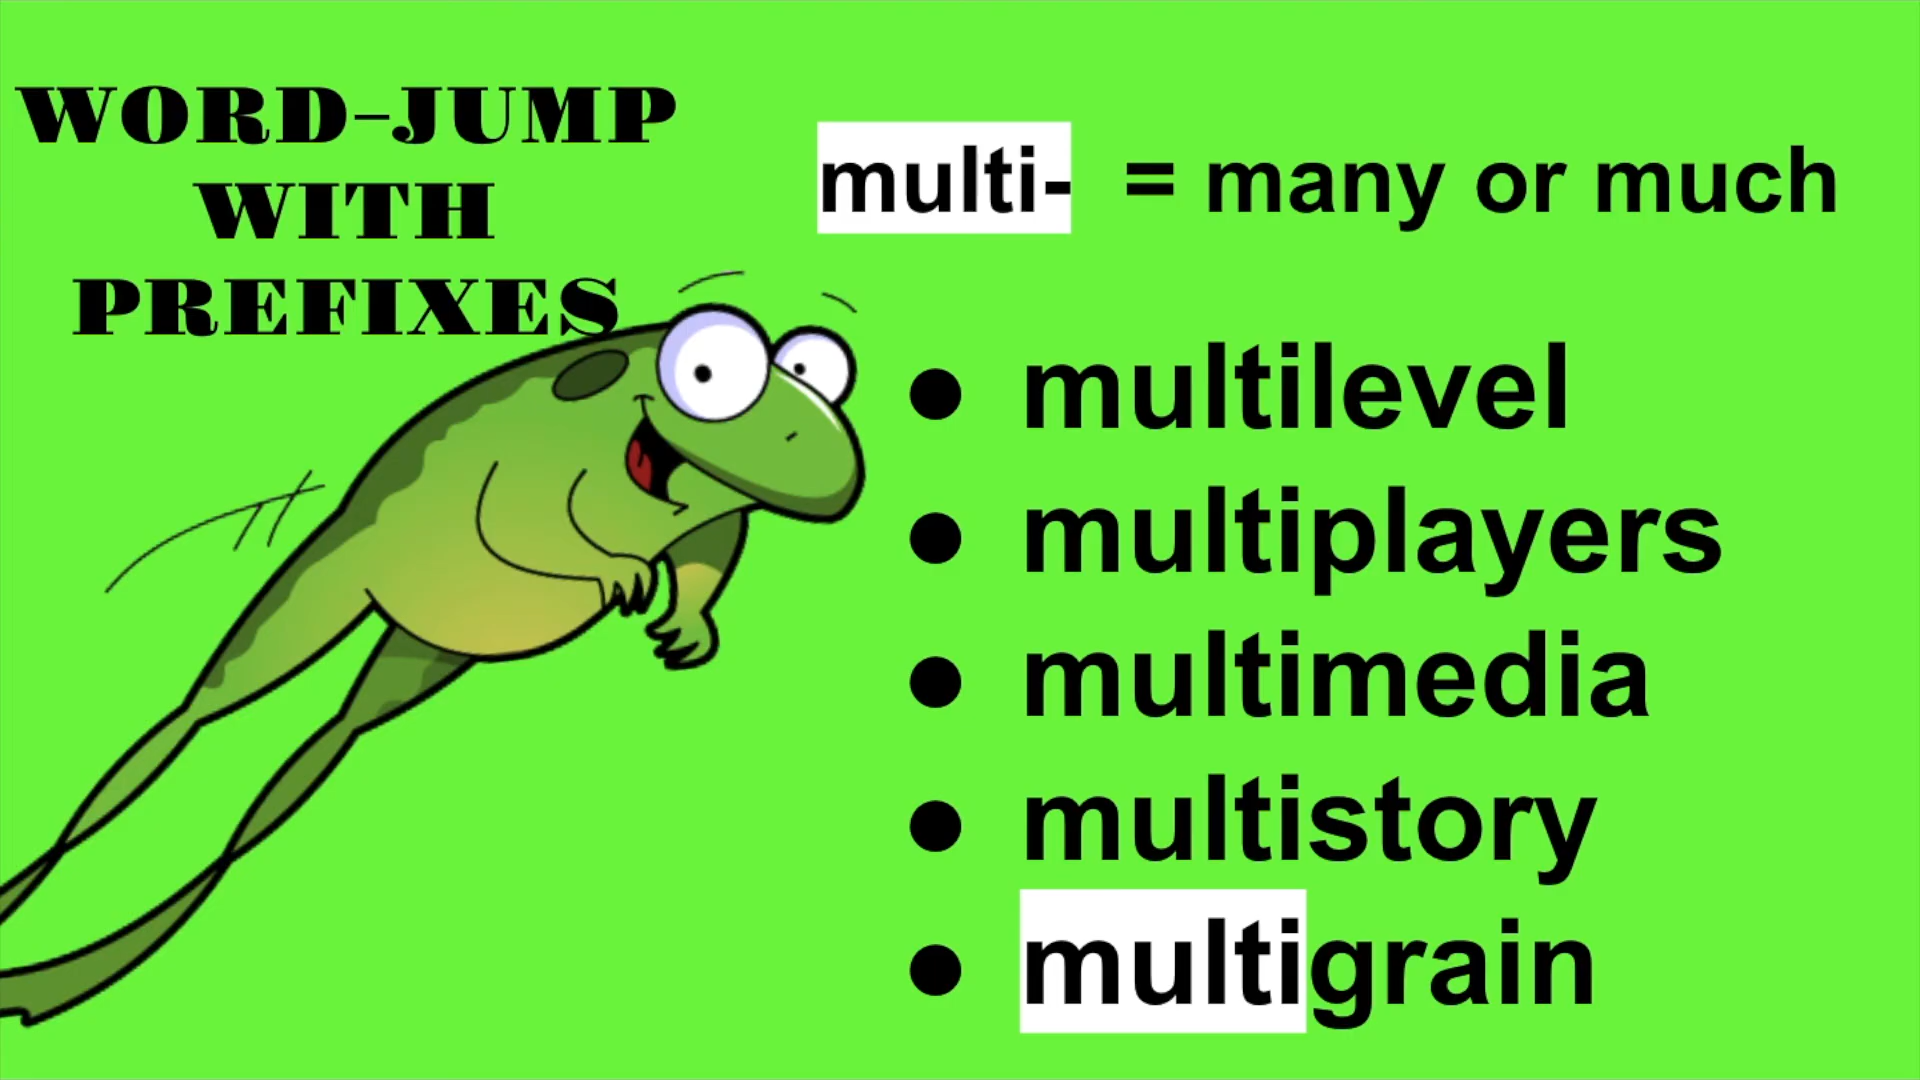 WORD-JUMP
WITH
PREFIXES
multi- = many or much
● multilevel
● multiplayers
● multimedia
● multistory
● multigrain